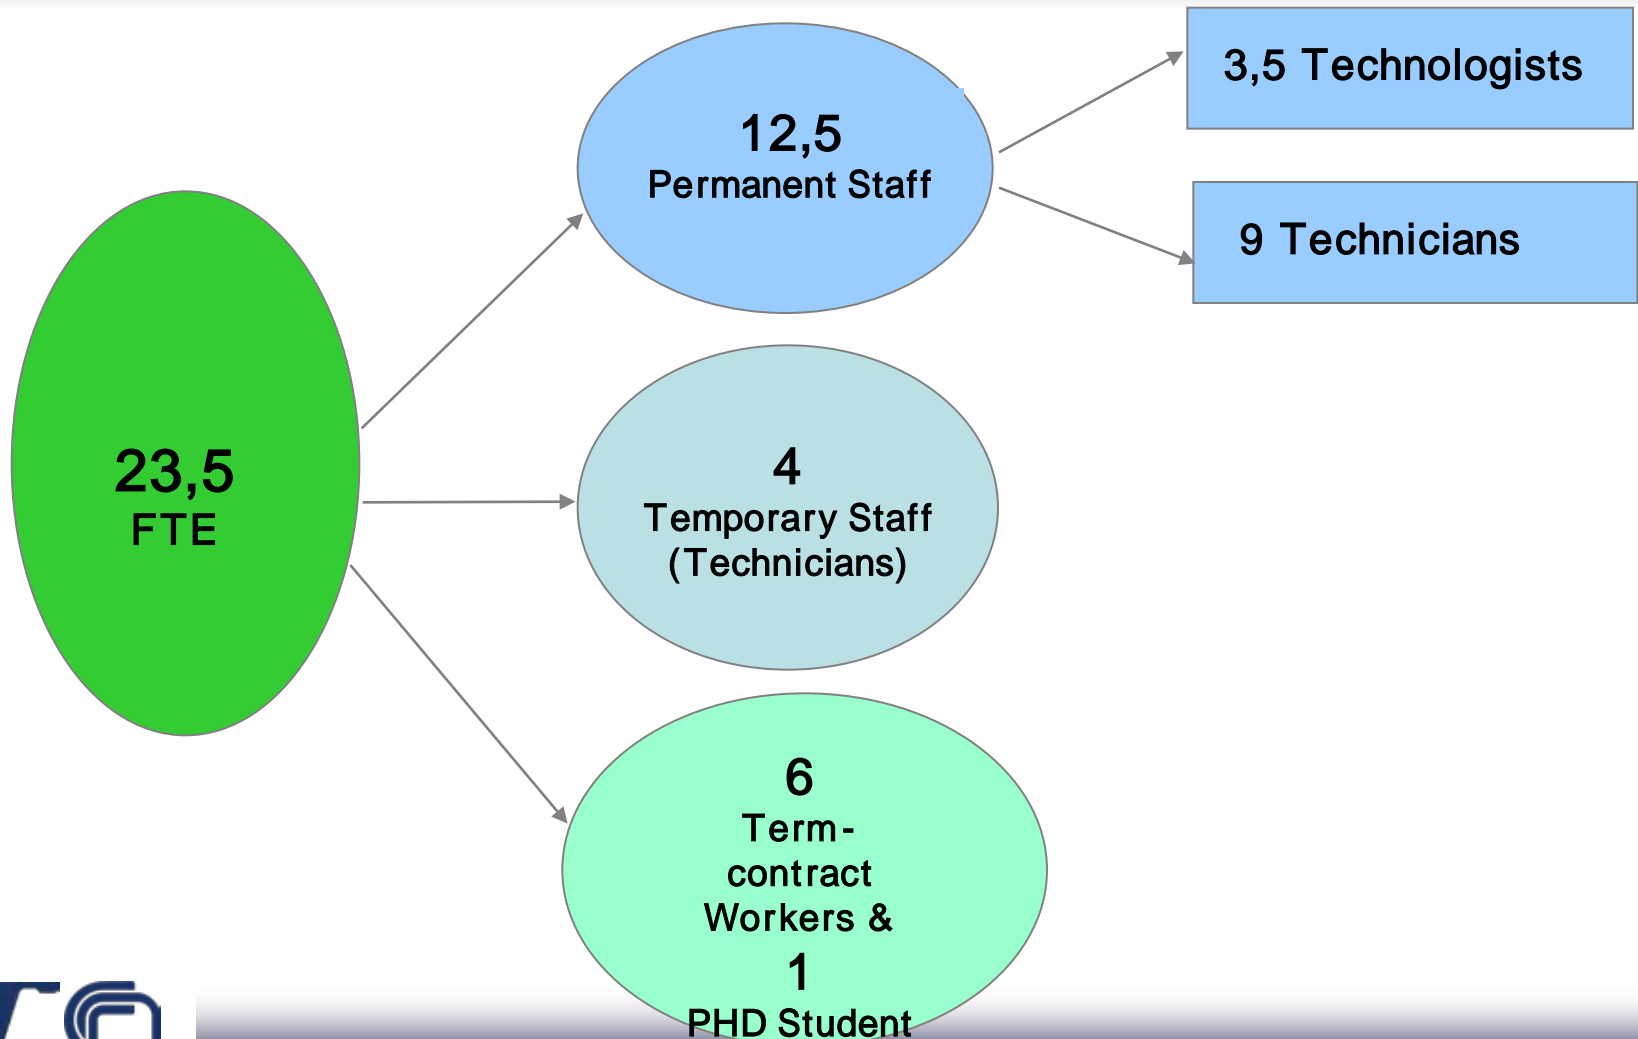 23,5
FTE
12,5
Permanent Staff
3,5 Technologists
9 Technicians
4
Temporary Staff
(Technicians)
6
Term-
contract
Workers &
1
PHD Student